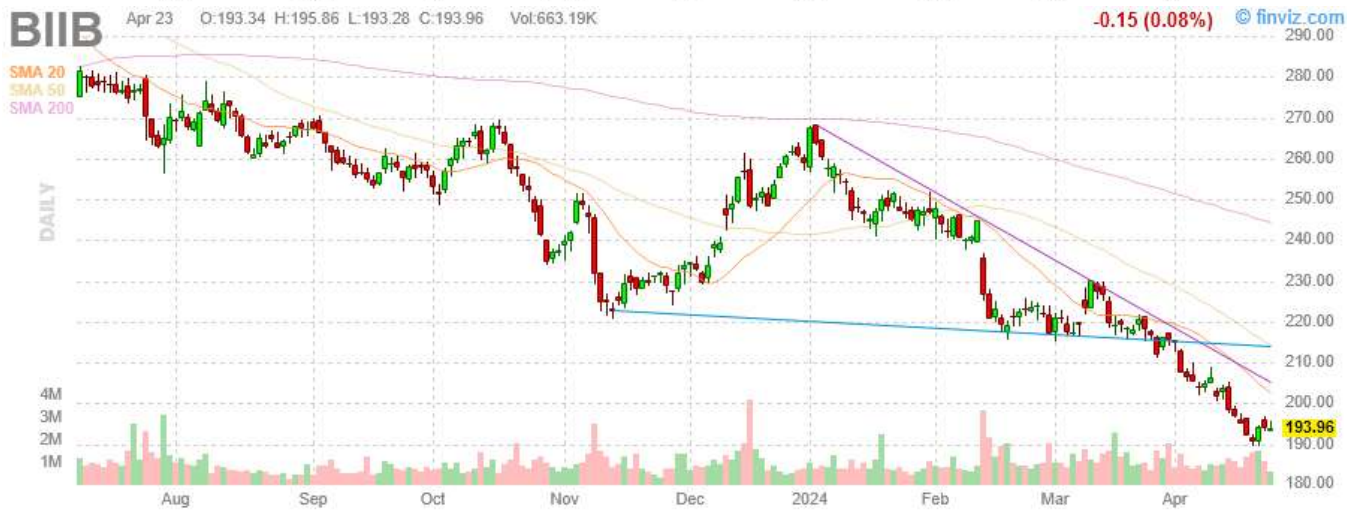 BIIB Apr 23 O:193.34 H:195.86 L:193.28 C:193.96 Vol:663.19K -0.15 (0.08%) © finviz.com
290.00
SMA 20
280.00
SMA 50
SMA 200
270.00
260.00
250.00
DAILY
240.00
230.00
220.00
210.00
4M
200.00
3M
193.96
2M
190.00
1M
180.00
Aug Sep Oct Nov Dec 2024 Feb Mar Apr